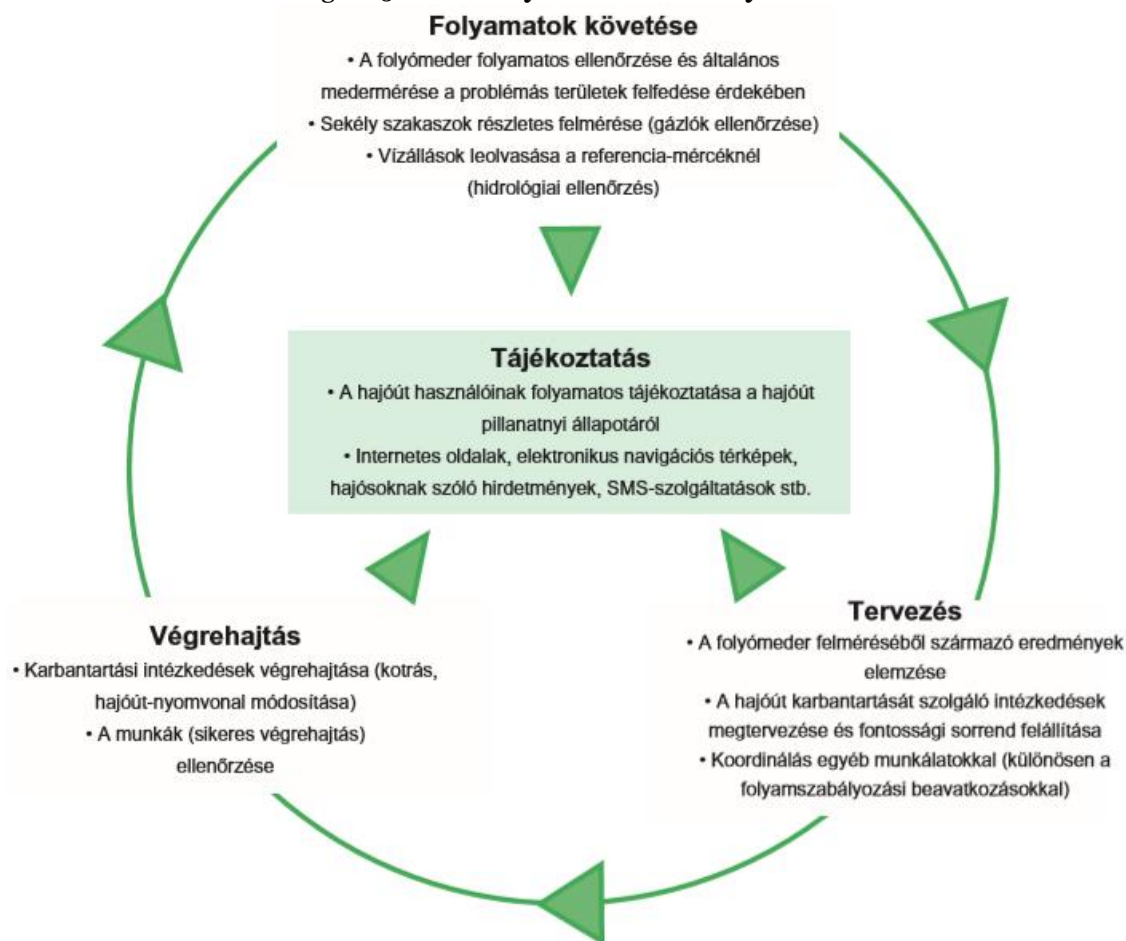 Folyamatok követése
• A folyómeder folyamatos ellenőrzése és általános
medermérése a problémás területek felfedése érdekében
• Sekély szakaszok részletes felmérése (gázlók ellenőrzése)
• Vízállások leolvasása a referencia-mércéknél
(hidrológiai ellenőrzés)
Tájékoztatás
• A hajóút használóinak folyamatos tájékoztatása a hajóút
pillanatnyi állapotáról
• Internetes oldalak, elektronikus navigációs térképek,
hajósoknak szóló hirdetmények, SMS-szolgáltatások stb.
Végrehajtás
• Karbantartási intézkedések végrehajtása (kotrás,
hajóút-nyomvonal módosítása)
• A munkák (sikeres végrehajtás)
ellenőrzése
Tervezés
• A folyómeder felméréséből származó eredmények
elemzése
• A hajóút karbantartását szolgáló intézkedések
megtervezése és fontossági sorrend felállítása
• Koordinálás egyéb munkálatokkal (különösen a
folyamszabályozási beavatkozásokkal)